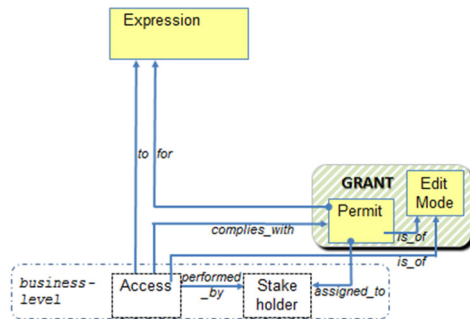 Expression
to for
GRANT
Edit
Mode
Permit
complies_with
is_of
is_of
business-
level
Access
performed
_by
Stake
holder
assigned_to